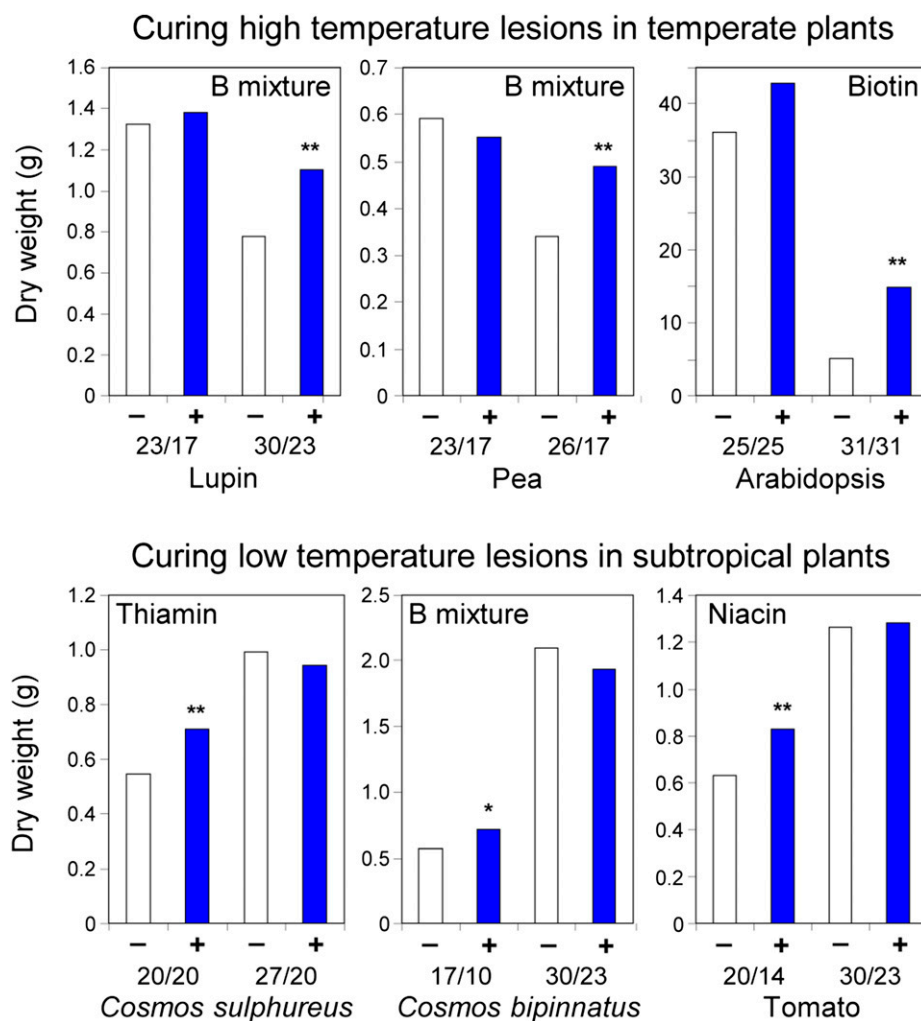 Curing high temperature lesions in temperate plants
Dry weight (g)
1.6
1.4
1.2
1.0
0.8
0.6
0.4
0.2
0
B mixture
**
− + − +
23/17 30/23
Lupin
0.7
0.6
0.5
0.4
0.3
0.2
0.1
0
B mixture
**
− + − +
23/17 26/17
Pea
40
30
20
10
0
Biotin
**
− + − +
25/25 31/31
Arabidopsis
Curing low temperature lesions in subtropical plants
Dry weight (g)
1.2
1.0
0.8
0.6
0.4
0.2
0
Thiamin
**
− + − +
20/20 27/20
Cosmos sulphureus
2.5
2.0
1.5
1.0
0.5
0
B mixture
*
− + − +
17/10 30/23
Cosmos bipinnatus
1.4
1.2
1.0
0.8
0.6
0.4
0.2
0
Niacin
**
− + − +
20/14 30/23
Tomato